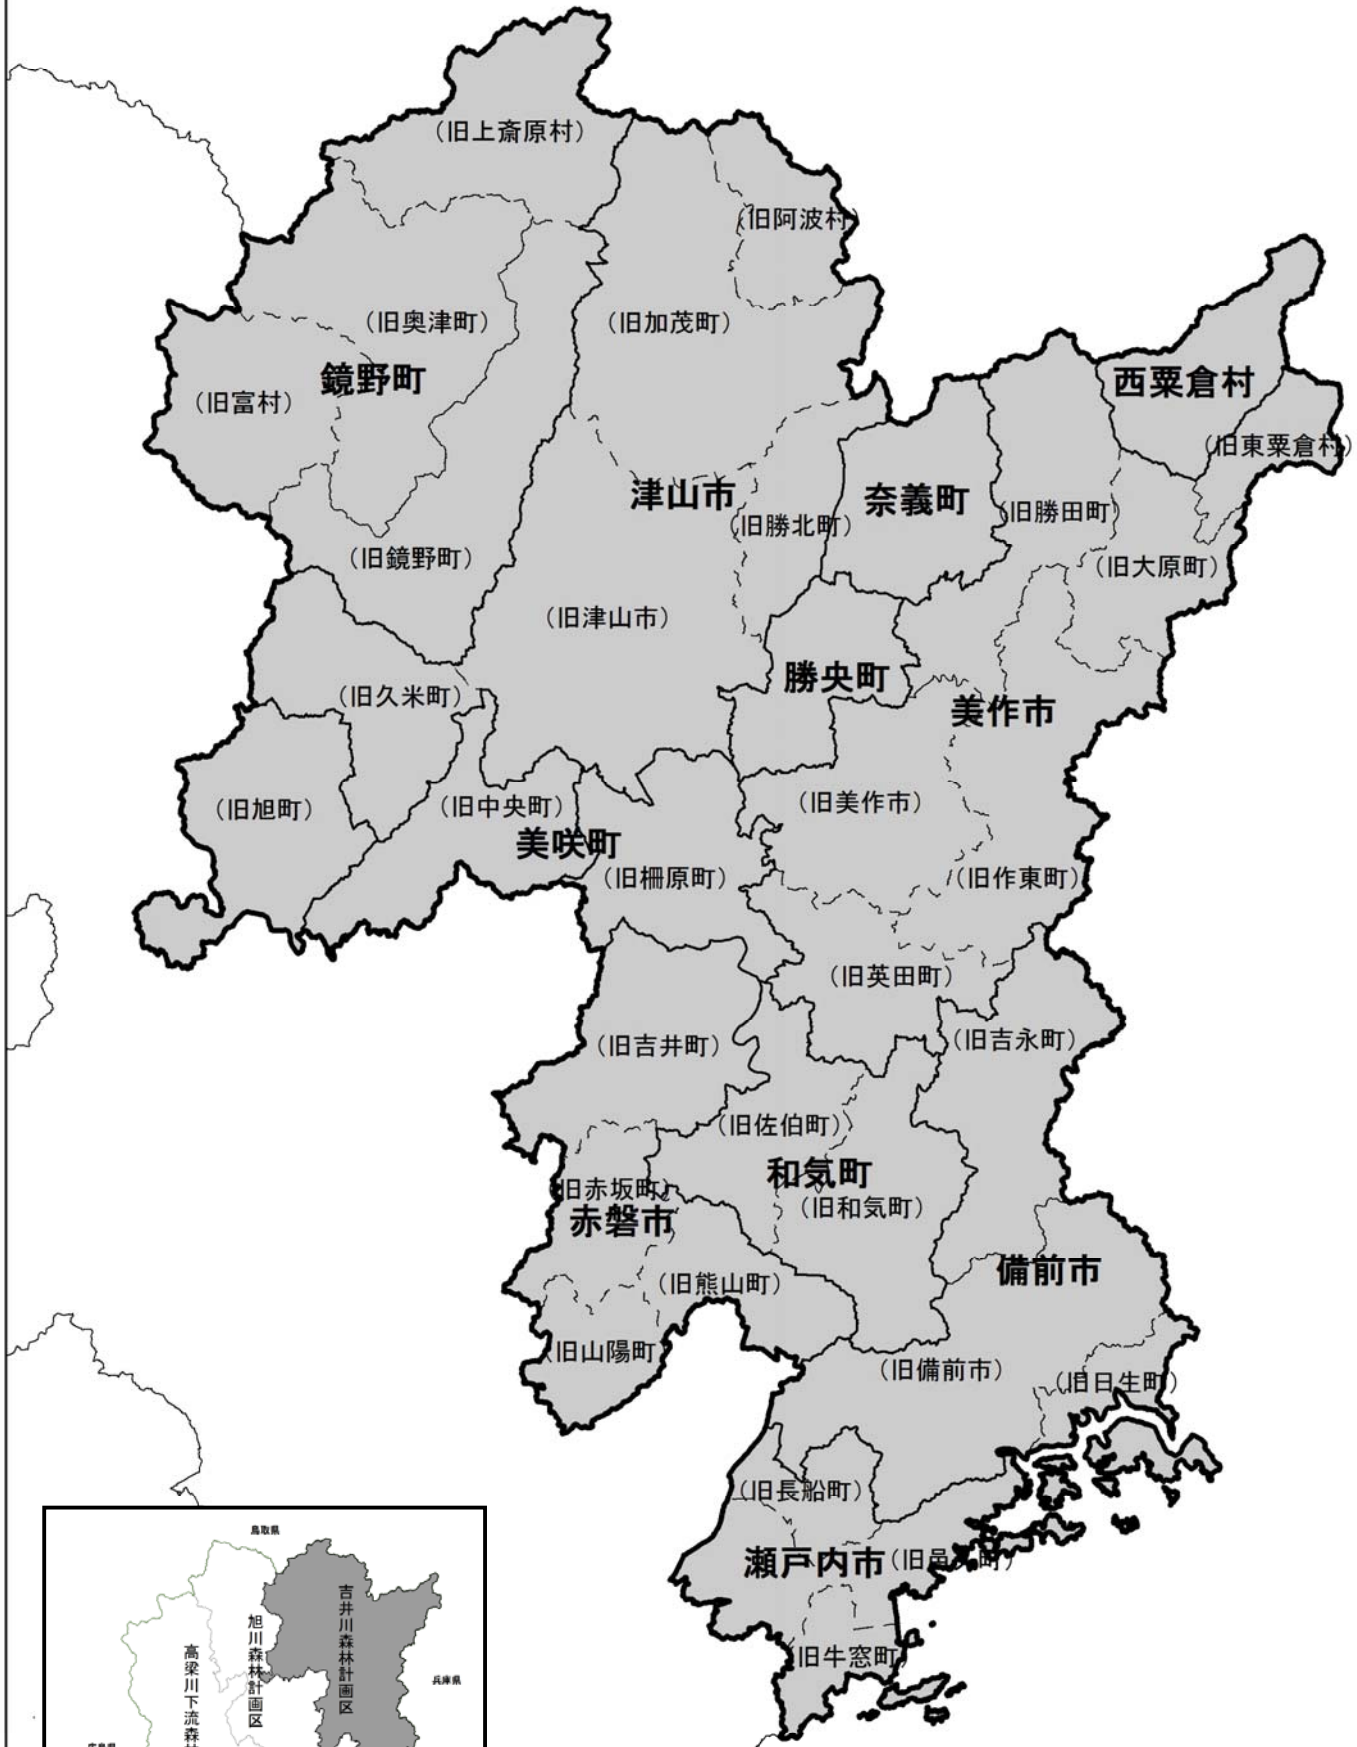 (旧上斎原村)
(旧阿波村)
(旧奥津町)
(旧加茂町)
鏡野町
西粟倉村
(旧富村)
(旧東粟倉村)
津山市
奈義町
(旧勝北町)
(旧勝田町)
(旧鏡野町)
(旧大原町)
(旧津山市)
勝央町
(旧久米町)
美作市
(旧旭町)
(旧中央町)
(旧美作市)
美咲町
(旧柵原町)
(旧作東町)
(旧英田町)
(旧吉井町)
(旧吉永町)
(旧佐伯町)
和気町
(旧赤坂町)
(旧和気町)
赤磐市
備前市
(旧熊山町)
(旧山陽町
(旧備前市)
(旧日生町)
(旧長船町)
瀬戸内市
(旧邑久町)
(旧牛窓町)
鳥取県
吉井川森林計画区
旭川森林計画区
高梁川下流森林
兵庫県
広島県